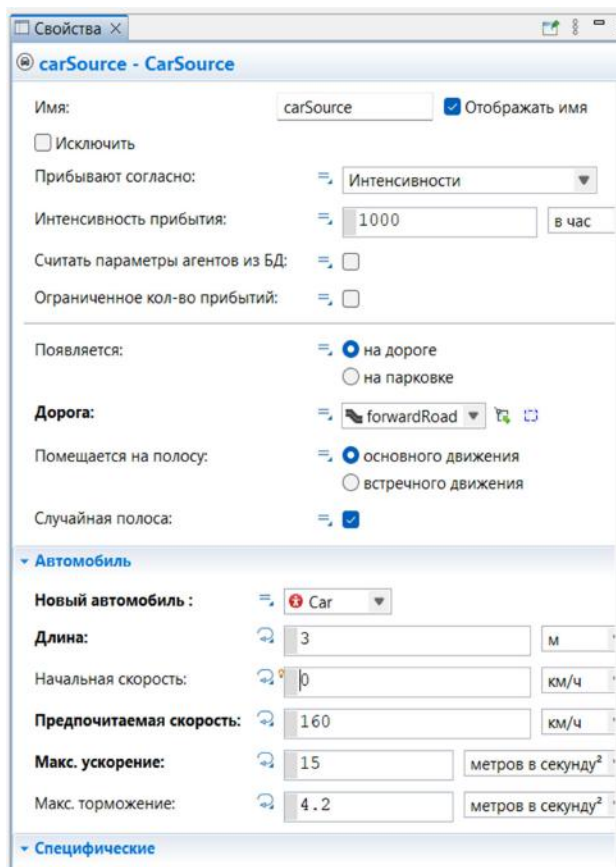 Свойства
carSource - CarSource
Имя: carSource Отображать имя
Исключить
Прибывают согласно: Интенсивности
Интенсивность прибытия: 1000 в час
Считать параметры агентов из БД:
Ограниченное кол-во прибытий:
Появляется: на дороге
на парковке
Дорога: forwardRoad
Помещается на полосу: основного движения
встречного движения
Случайная полоса:
Автомобиль
Новый автомобиль : Car
Длина: 3 м
Начальная скорость: 0 км/ч
Предпочитаемая скорость: 160 км/ч
Макс. ускорение: 15 метров в секунду²
Макс. торможение: 4.2 метров в секунду²
Специфические